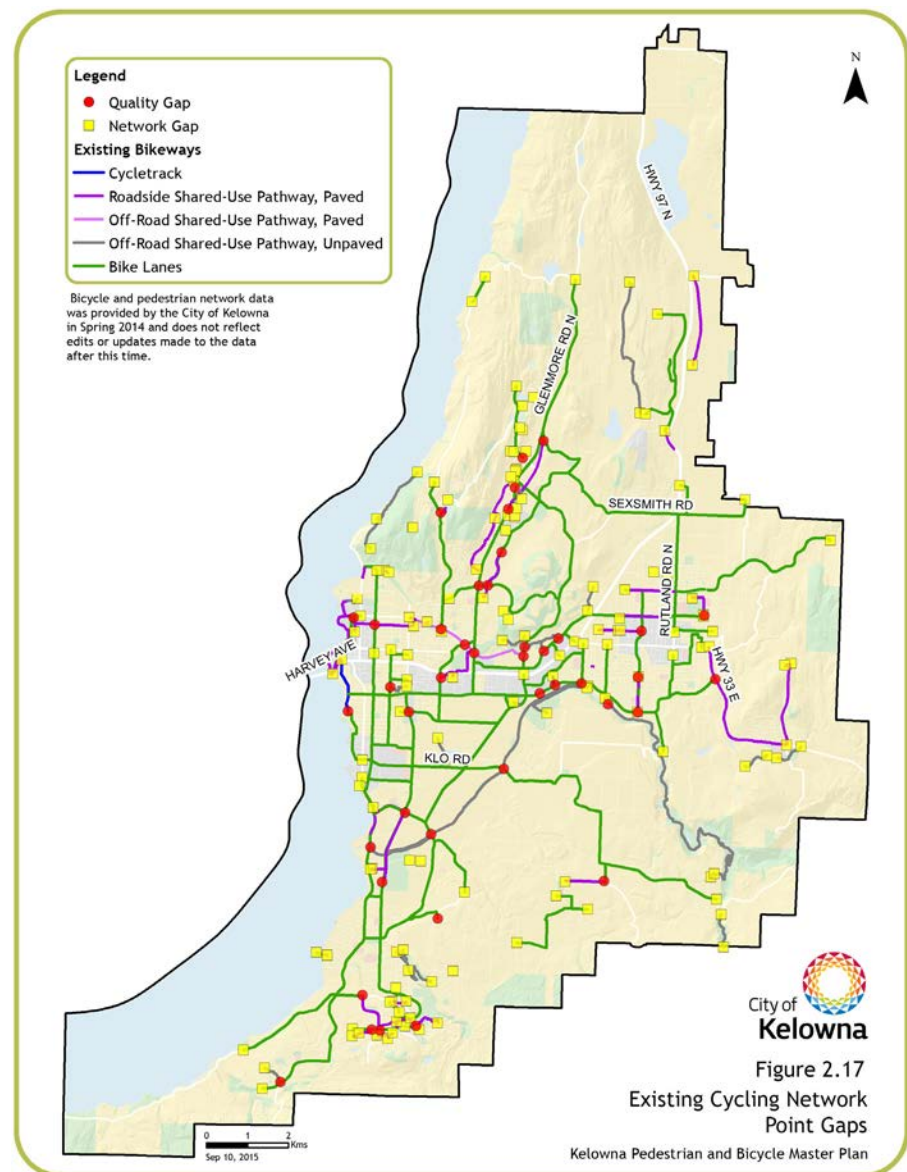 Legend
Quality Gap
Network Gap
Existing Bikeways
Cycletrack
Roadside Shared-Use Pathway, Paved
Off-Road Shared-Use Pathway, Paved
Off-Road Shared-Use Pathway, Unpaved
Bike Lanes
Bicycle and pedestrian network data
was provided by the City of Kelowna
in Spring 2014 and does not reflect
edits or updates made to the data
after this time.
N
HWY 97 N
GLENMORE RD N
SEXSMITH RD
RUTLAND RD N
HARVEY AVE
HWY 33 E
KLO RD
City of
Kelowna
Figure 2.17
Existing Cycling Network
Point Gaps
Kelowna Pedestrian and Bicycle Master Plan
0 1 2
Kms
Sep 10, 2015